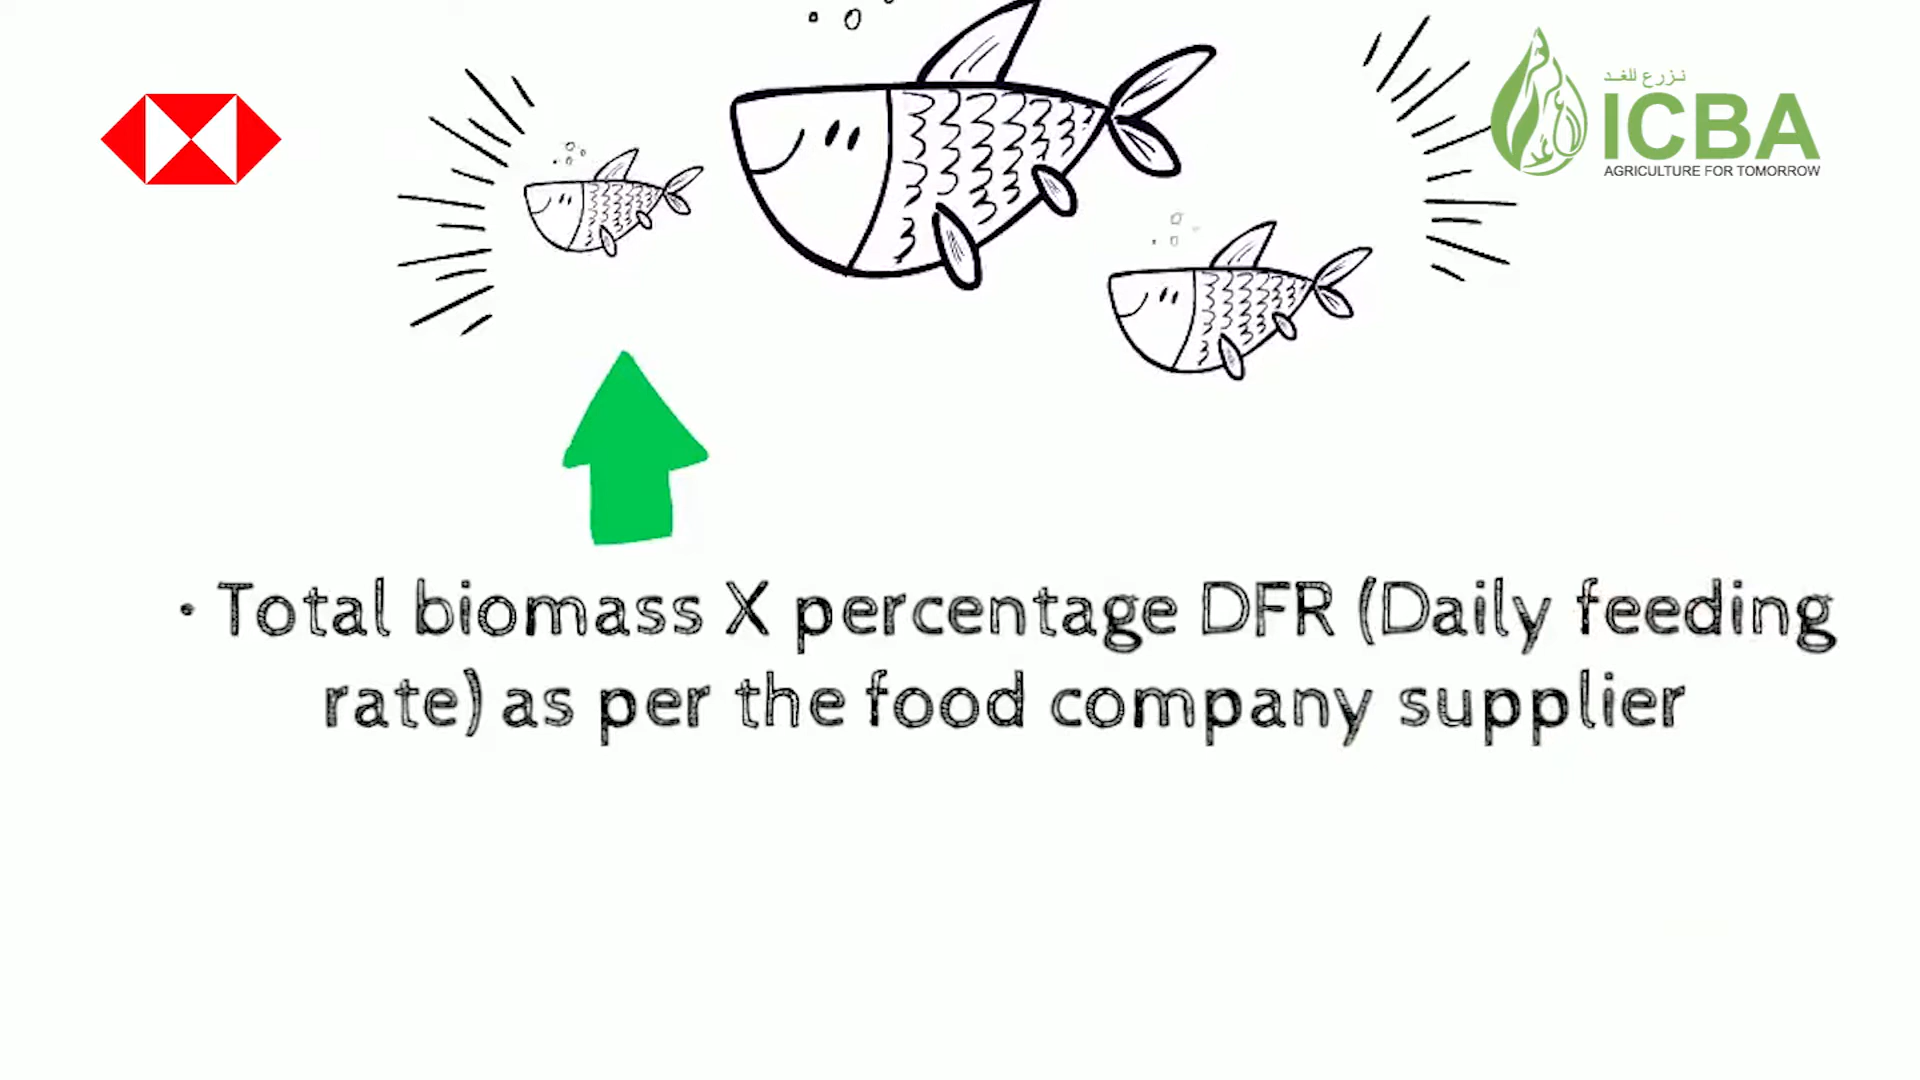 نـزرع للغـد
ICBA
AGRICULTURE FOR TOMORROW
• Total biomass X percentage DFR (Daily feeding
rate) as per the food company supplier